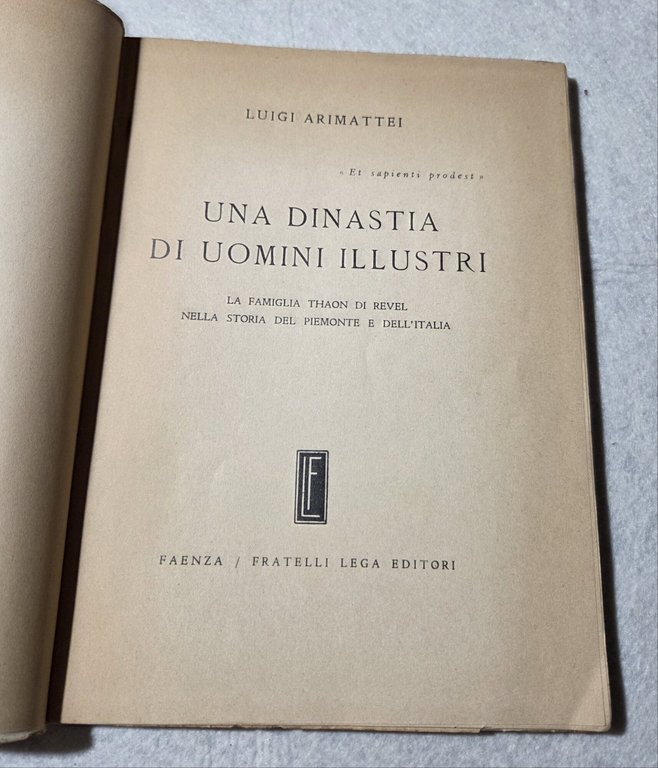 LUIGI ARIMATTEI
« Et sapienti prodest »
UNA DINASTIA
DI UOMINI ILLUSTRI
LA FAMIGLIA THAON DI REVEL
NELLA STORIA DEL PIEMONTE E DELL'ITALIA
LF
FAENZA / FRATELLI LEGA EDITORI